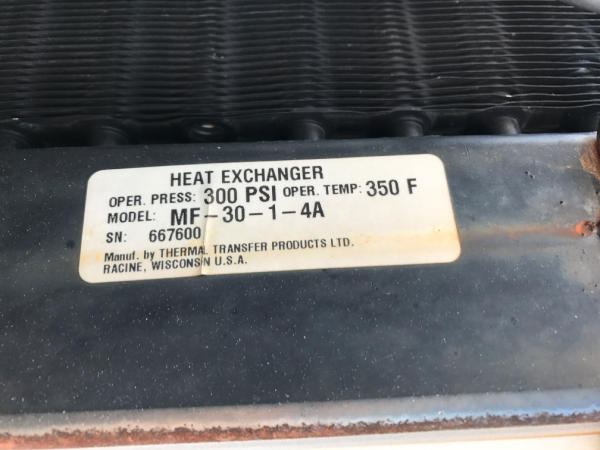 HEAT EXCHANGER
OPER. PRESS: 300 PSI OPER. TEMP: 350 F
MODEL: MF-30-1-4A
SN: 667600
Manuf. by THERMAL TRANSFER PRODUCTS LTD.
RACINE, WISCONSIN U.S.A.